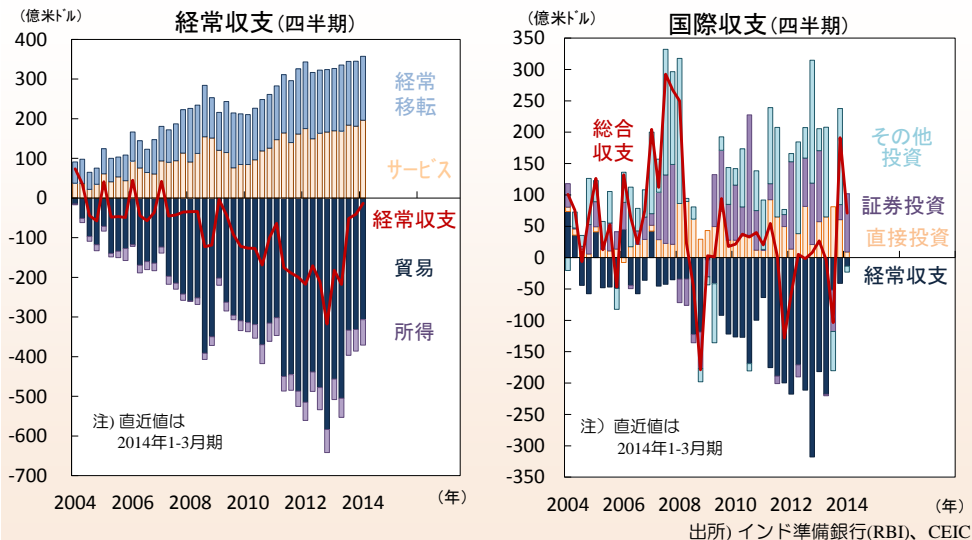 経常収支(四半期)
(億米ﾄﾞﾙ)
400
300
200
100
0
-100
-200
-300
-400
-500
-600
-700
経常
移転
サービス
経常収支
貿易
所得
注) 直近値は
2014年1-3月期
2004 2006 2008 2010 2012 2014 (年)
国際収支(四半期)
(億米ﾄﾞﾙ)
350
300
250
200
150
100
50
0
-50
-100
-150
-200
-250
-300
-350
総合
収支
その他
投資
証券投資
直接投資
経常収支
注）直近値は
2014年1-3月期
2004 2006 2008 2010 2012 2014 (年)
出所) インド準備銀行(RBI)、CEIC